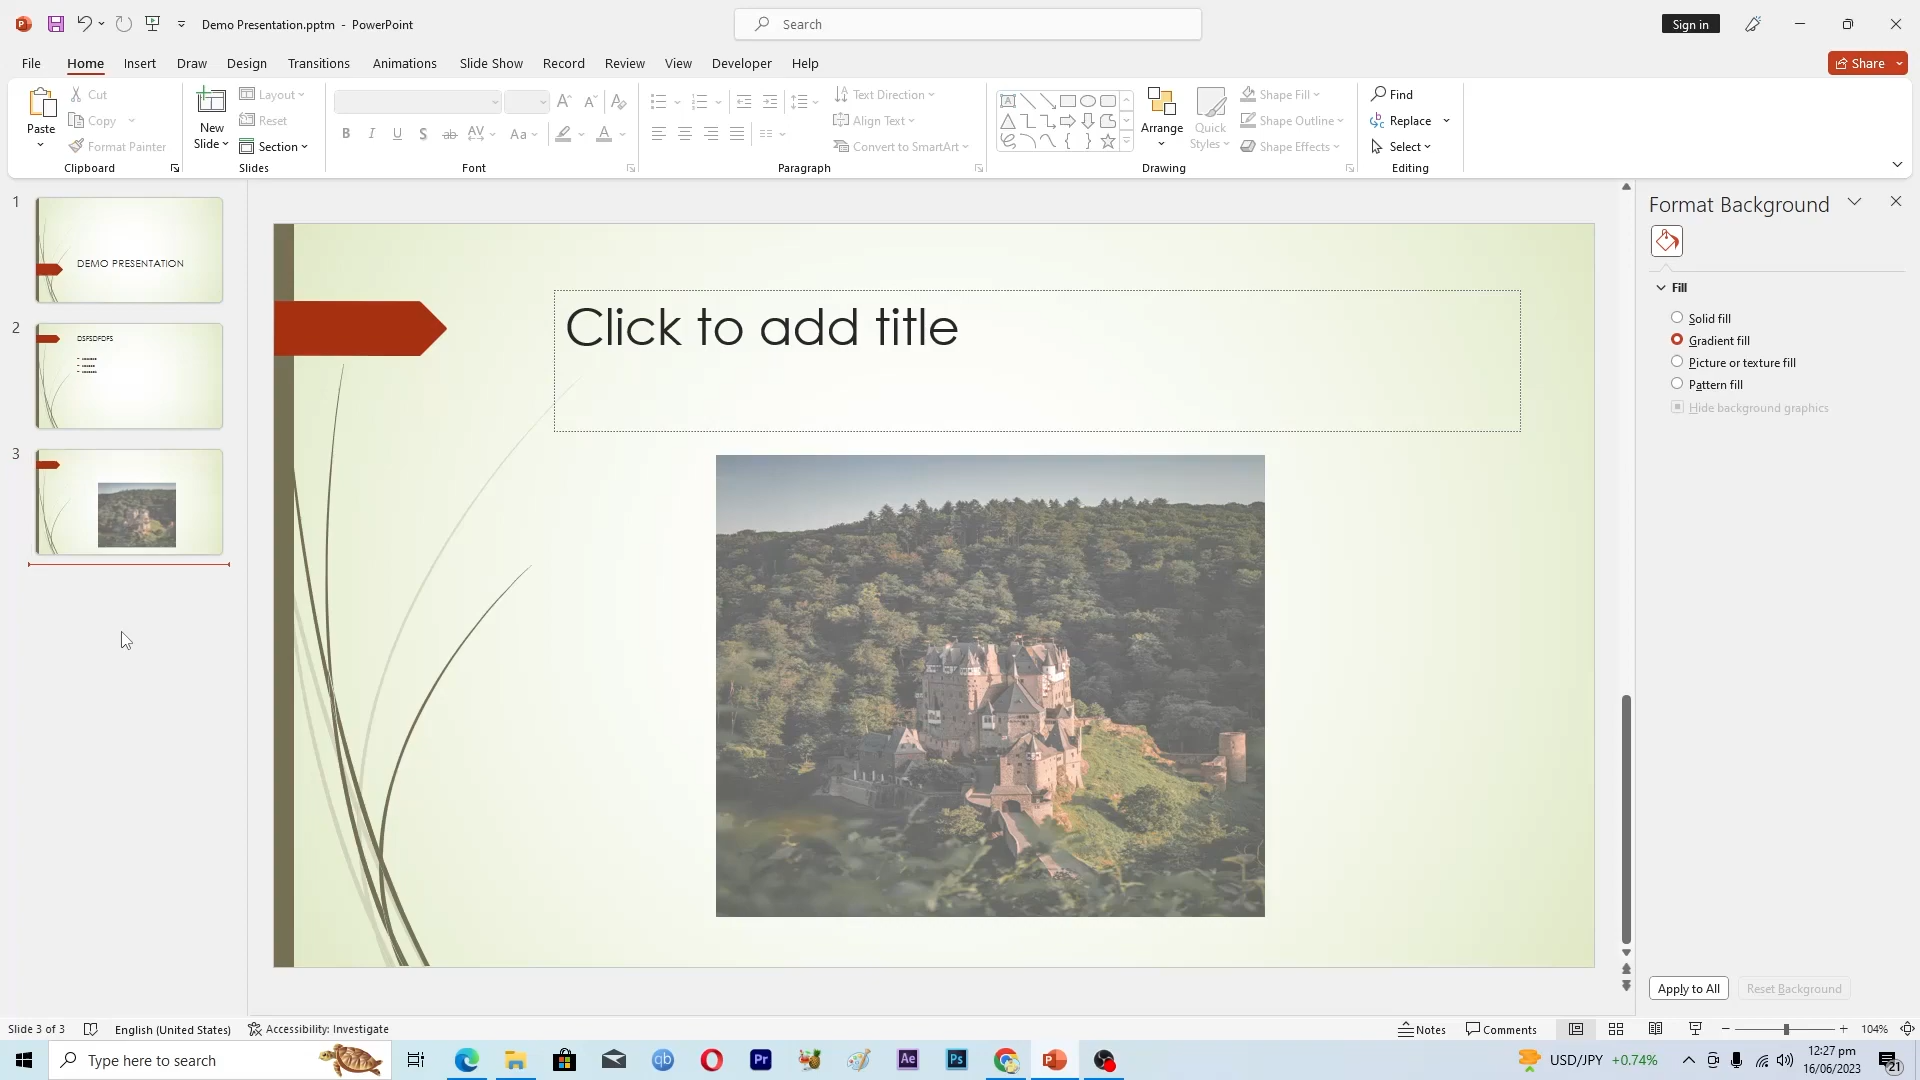 Demo Presentation.pptm - PowerPoint
Search
Sign in
File Home Insert Draw Design Transitions Animations Slide Show Record Review View Developer Help
Share
Paste
Cut
Copy
Format Painter
Clipboard
New
Slide
Layout
Reset
Section
Slides
Font
Text Direction
Align Text
Convert to SmartArt
Paragraph
Arrange
Quick
Styles
Shape Fill
Shape Outline
Shape Effects
Drawing
Find
Replace
Select
Editing
1
DEMO PRESENTATION
2
DSFSDFDFS
3
Click to add title
Format Background
Fill
Solid fill
Gradient fill
Picture or texture fill
Pattern fill
Hide background graphics
Apply to All
Reset Background
Slide 3 of 3
English (United States)
Accessibility: Investigate
Notes
Comments
104%
Type here to search
USD/JPY +0.74%
12:27 pm
16/06/2023
21